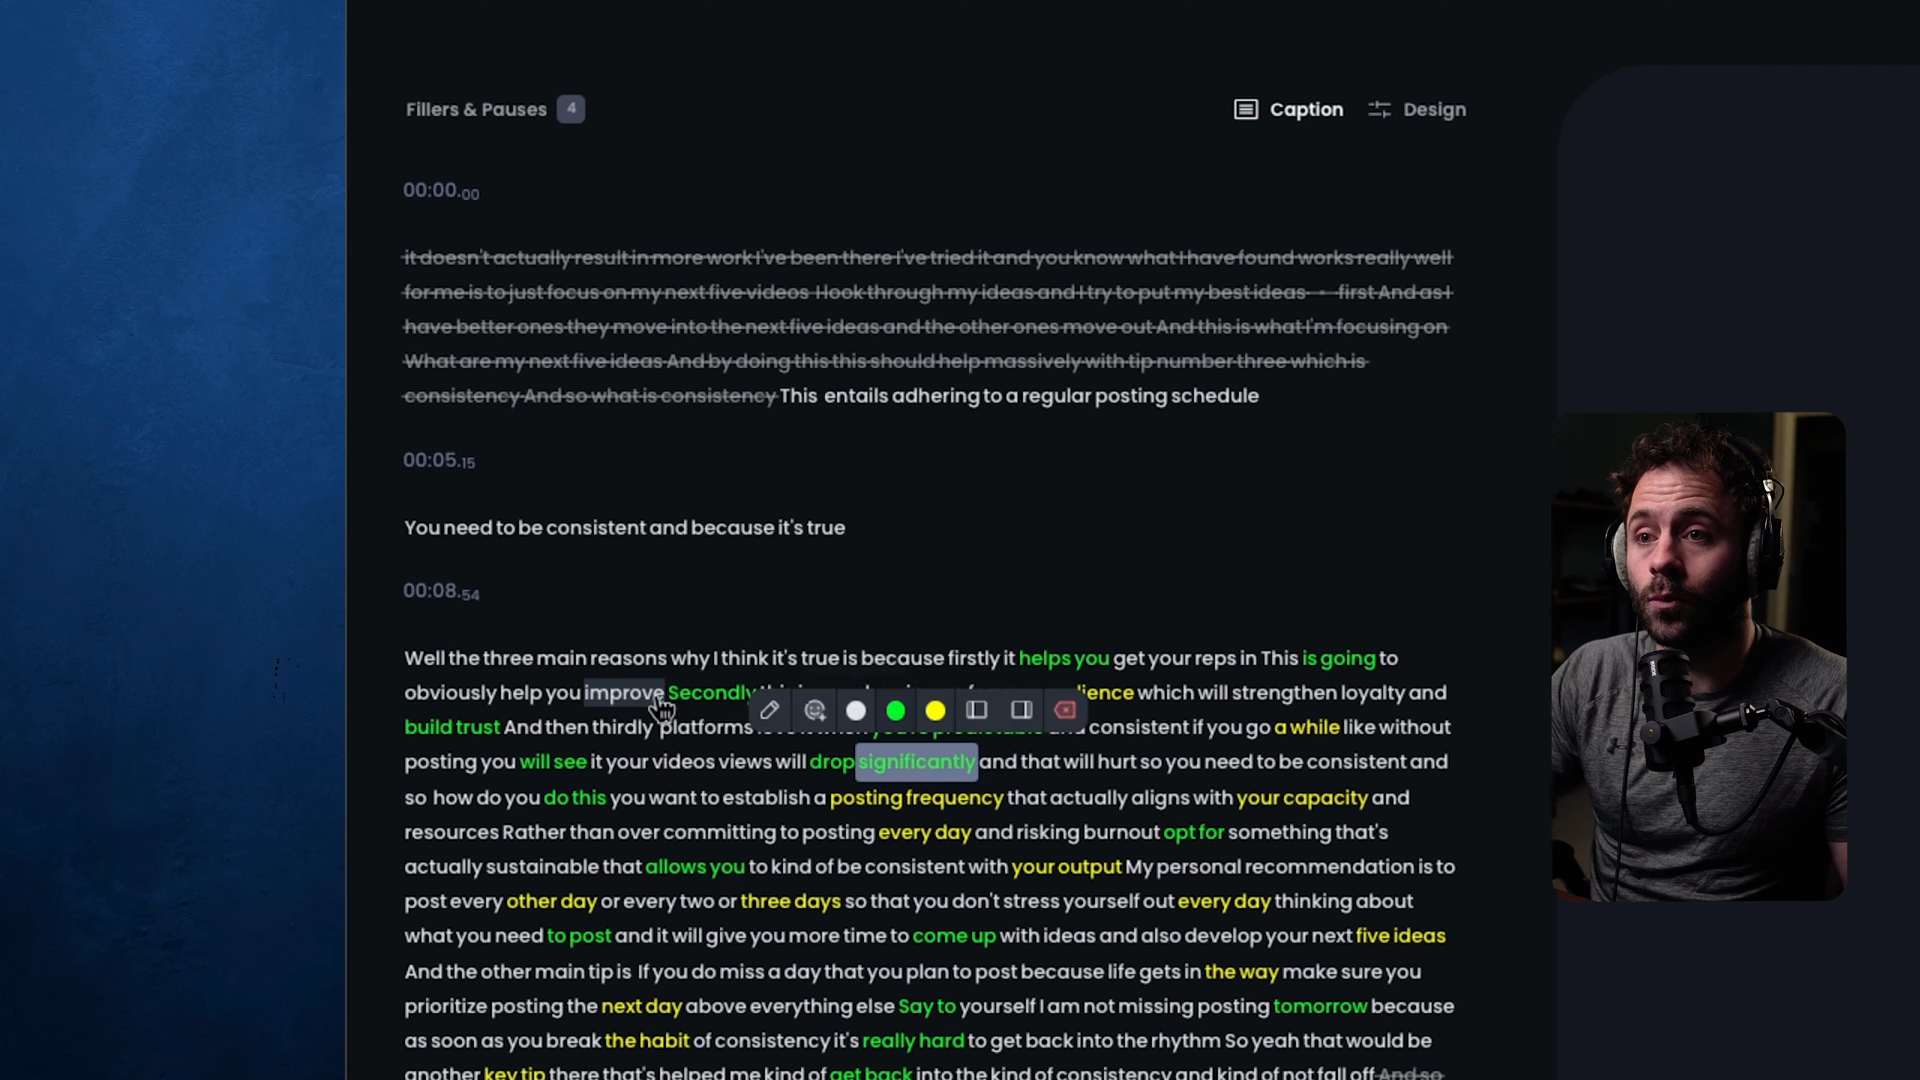 Fillers & Pauses 4
Caption Design
00:00.00
it doesn't actually result in more work I've been there I've tried it and you know what I have found works really well
for me is to just focus on my next five videos I look through my ideas and I try to put my best ideas first And as I
have better ones they move into the next five ideas and the other ones move out And this is what I'm focusing on
What are my next five ideas And by doing this this should help massively with tip number three which is
consistency And so what is consistency This entails adhering to a regular posting schedule
00:05.15
You need to be consistent and because it's true
00:08.54
Well the three main reasons why I think it's true is because firstly it helps you get your reps in This is going to
obviously help you improve Secondly which will strengthen loyalty and
build trust And then thirdly platforms consistent if you go a while like without
posting you will see it your videos views will drop significantly and that will hurt so you need to be consistent and
so how do you do this you want to establish a posting frequency that actually aligns with your capacity and
resources Rather than over committing to posting every day and risking burnout opt for something that's
actually sustainable that allows you to kind of be consistent with your output My personal recommendation is to
post every other day or every two or three days so that you don't stress yourself out every day thinking about
what you need to post and it will give you more time to come up with ideas and also develop your next five ideas
And the other main tip is If you do miss a day that you plan to post because life gets in the way make sure you
prioritize posting the next day above everything else Say to yourself I am not missing posting tomorrow because
as soon as you break the habit of consistency it's really hard to get back into the rhythm So yeah that would be
another key tip there that's helped me kind of get back into the kind of consistency and kind of not fall off And so